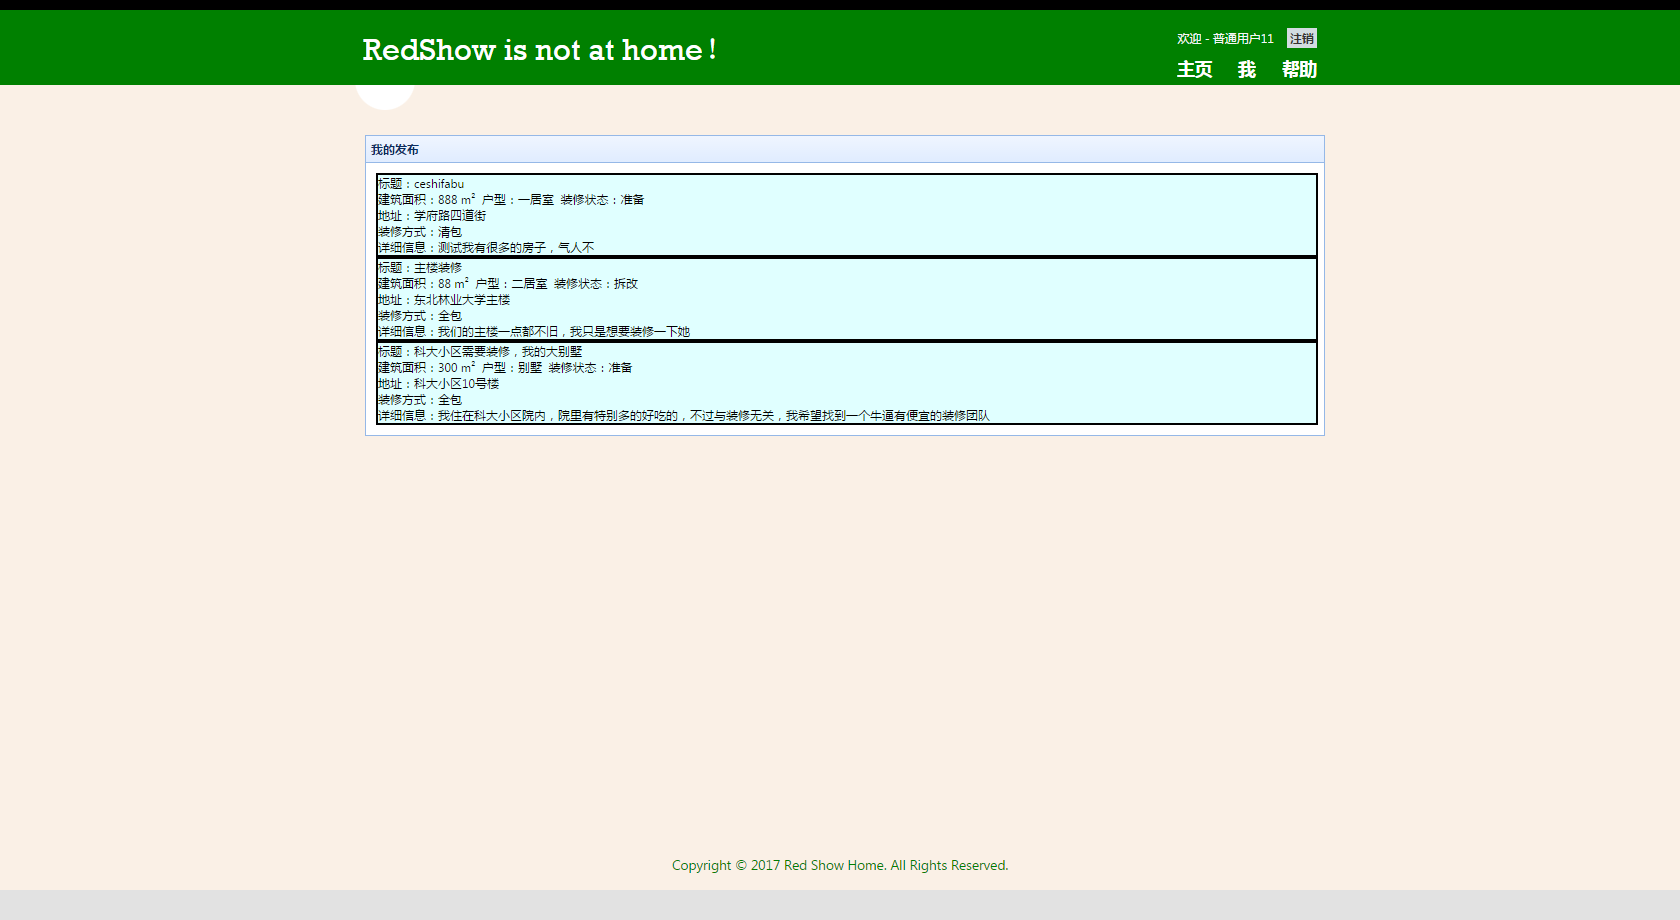 RedShow is not at home！
欢迎 - 普通用户11 注销
主页 我 帮助
我的发布
标题：ceshifabu
建筑面积：888 m² 户型：一居室 装修状态：准备
地址：学府路四道街
装修方式：清包
详细信息：测试我有很多的房子，气人不
标题：主楼装修
建筑面积：88 m² 户型：二居室 装修状态：拆改
地址：东北林业大学主楼
装修方式：全包
详细信息：我们的主楼一点都不旧，我只是想要装修一下她
标题：科大小区需要装修，我的大别墅
建筑面积：300 m² 户型：别墅 装修状态：准备
地址：科大小区10号楼
装修方式：全包
详细信息：我住在科大小区院内，院里有特别多的好吃的，不过与装修无关，我希望找到一个牛逼有便宜的装修团队
Copyright © 2017 Red Show Home. All Rights Reserved.